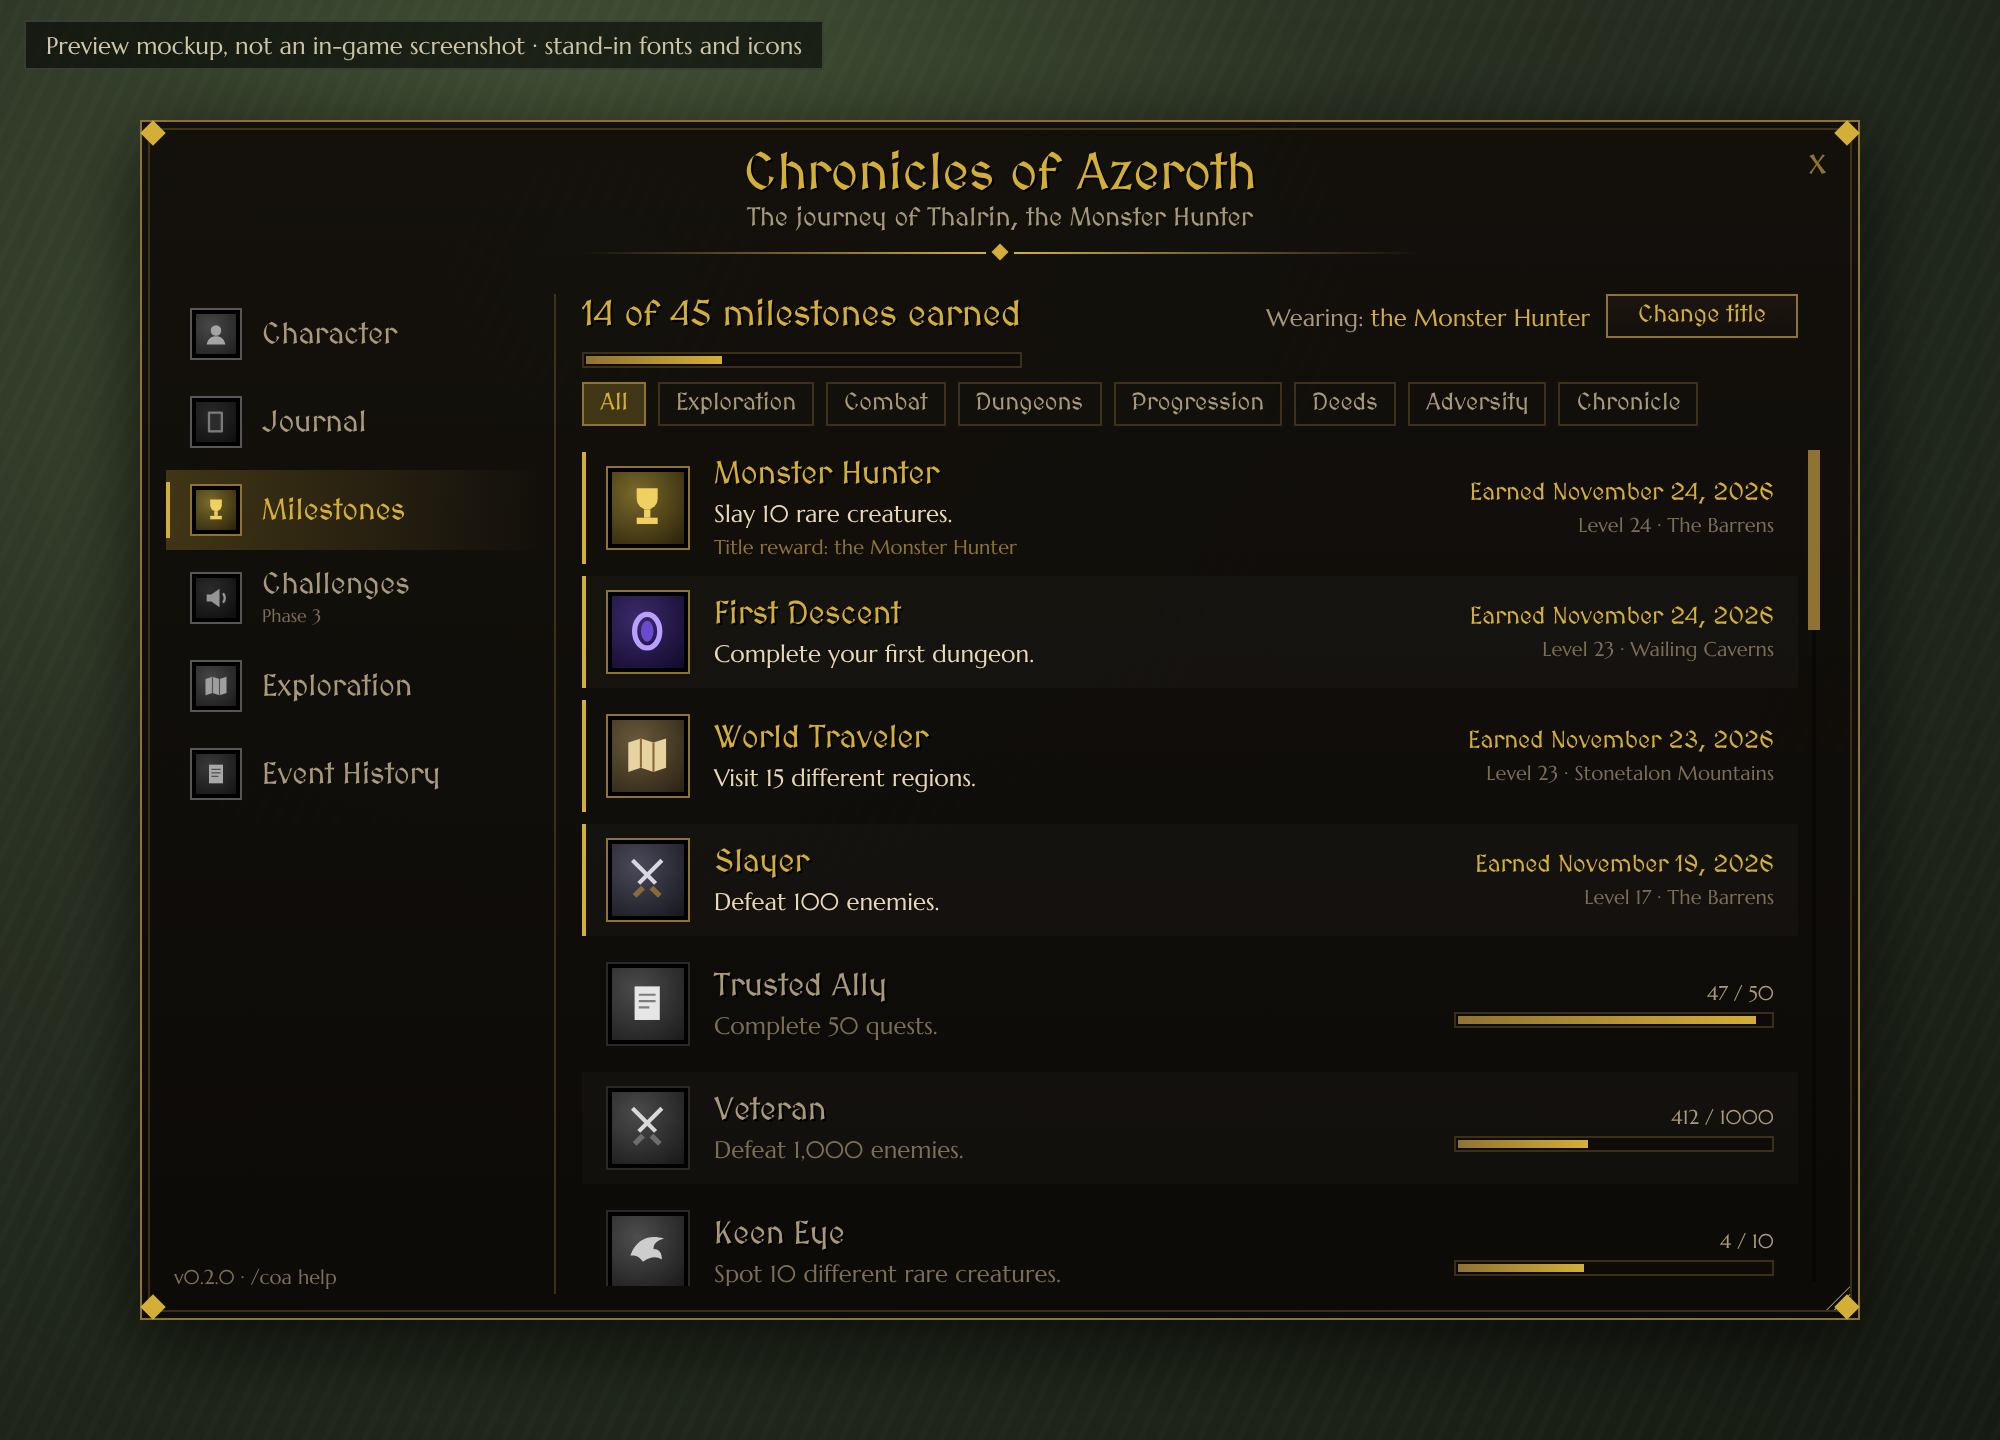 Preview mockup, not an in-game screenshot · stand-in fonts and icons
Chronicles of Azeroth
X
The journey of Thalrin, the Monster Hunter
Character
Journal
Milestones
Challenges
Phase 3
Exploration
Event History
v0.2.0 · /coa help
14 of 45 milestones earned
Wearing: the Monster Hunter
Change title
All
Exploration
Combat
Dungeons
Progression
Deeds
Adversity
Chronicle
Monster Hunter
Slay 10 rare creatures.
Title reward: the Monster Hunter
Earned November 24, 2026
Level 24 · The Barrens
First Descent
Complete your first dungeon.
Earned November 24, 2026
Level 23 · Wailing Caverns
World Traveler
Visit 15 different regions.
Earned November 23, 2026
Level 23 · Stonetalon Mountains
Slayer
Defeat 100 enemies.
Earned November 19, 2026
Level 17 · The Barrens
Trusted Ally
Complete 50 quests.
47 / 50
Veteran
Defeat 1,000 enemies.
412 / 1000
Keen Eye
Spot 10 different rare creatures.
4 / 10